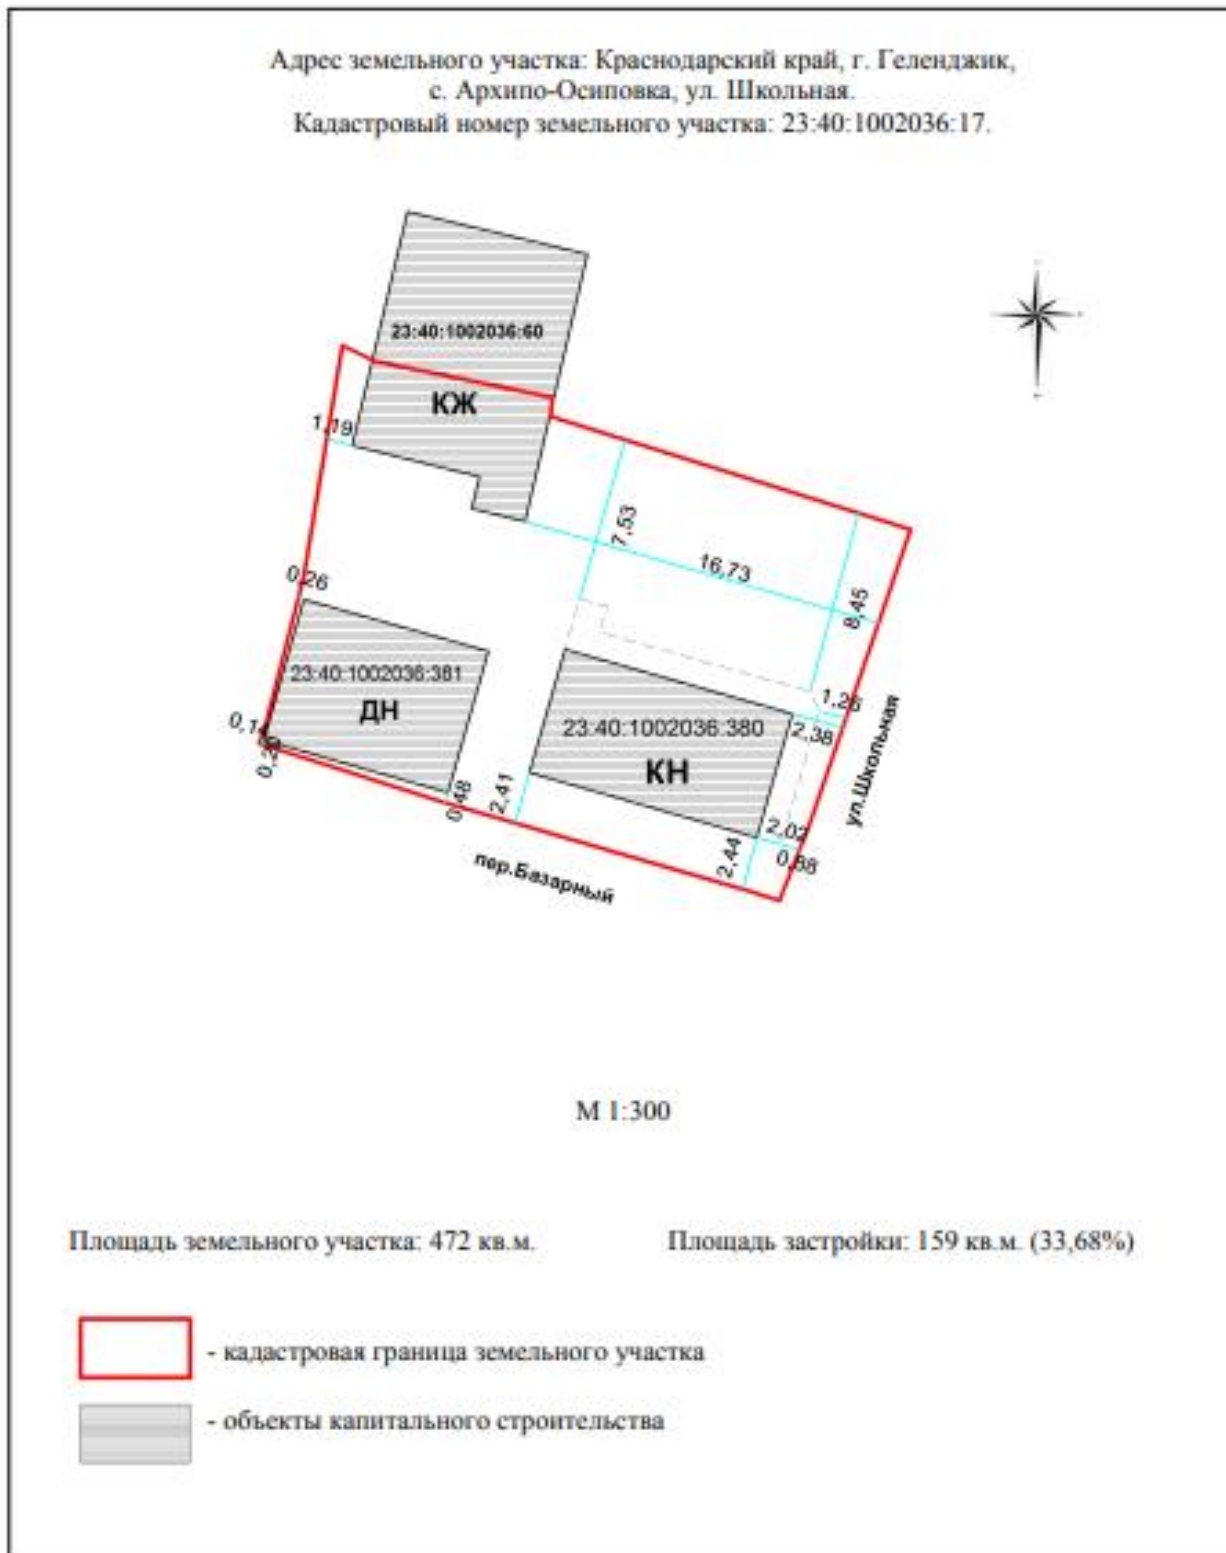 Адрес земельного участка: Краснодарский край, г. Геленджик,
с. Архипо-Осиповка, ул. Школьная.
Кадастровый номер земельного участка: 23:40:1002036:17.
23:40:1002036:60
КЖ
1,19
7,53
16,73
8,45
0,26
23:40:1002036:381
ДН
1,26
23:40:1002036:380
2,38
КН
ул.Школьная
0,48
2,41
2,02
2,44
0,88
пер.Базарный
М 1:300
Площадь земельного участка: 472 кв.м.
Площадь застройки: 159 кв.м. (33,68%)
- кадастровая граница земельного участка
- объекты капитального строительства